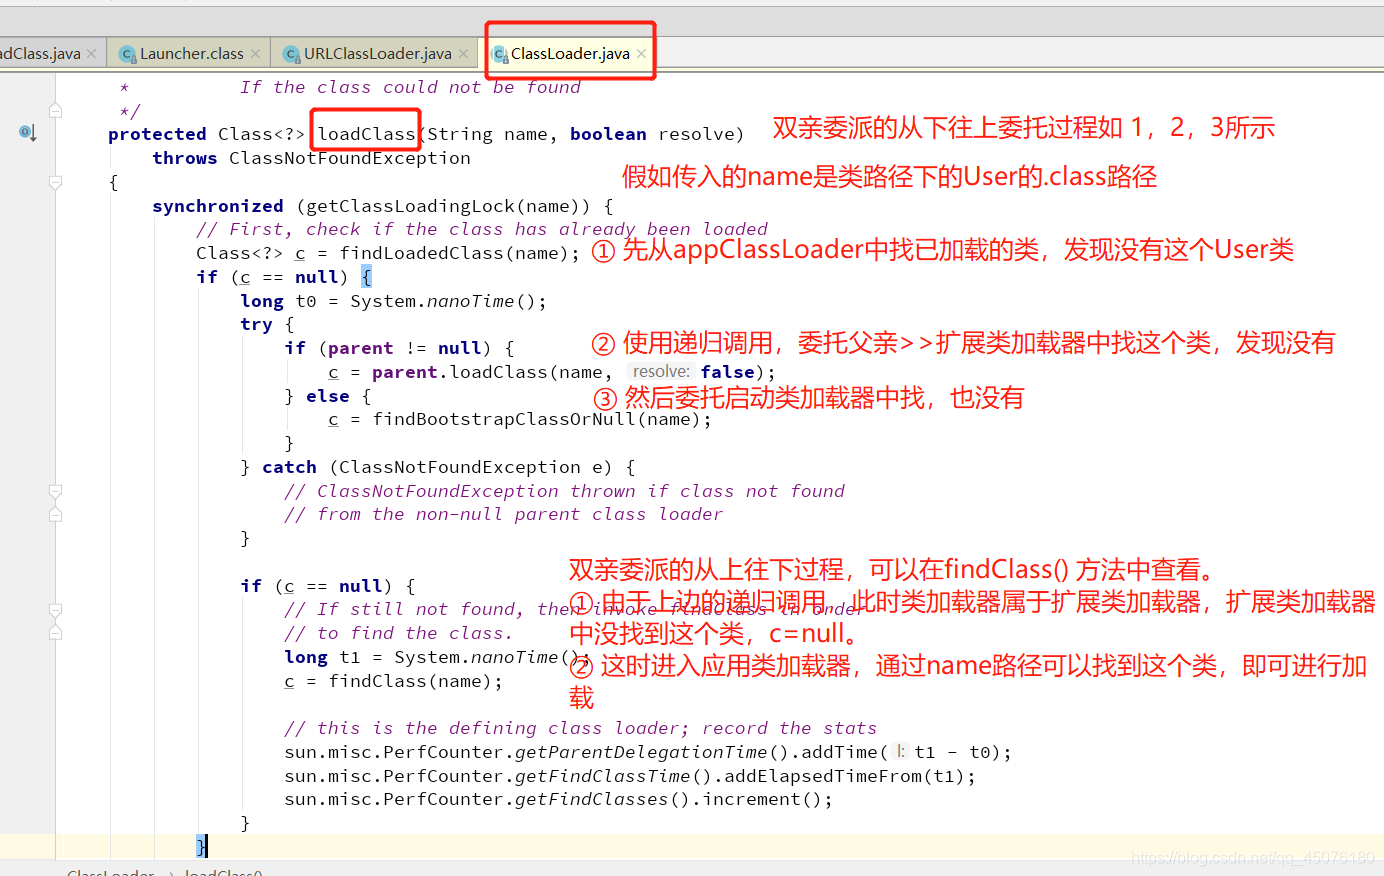 adClass.java
Launcher.class
URLClassLoader.java
ClassLoader.java
* If the class could not be found
*/
protected Class<?> loadClass(String name, boolean resolve)
双亲委派的从下往上委托过程如 1，2，3所示
throws ClassNotFoundException
假如传入的name是类路径下的User的.class路径
{
synchronized (getClassLoadingLock(name)) {
// First, check if the class has already been loaded
Class<?> c = findLoadedClass(name);
① 先从appClassLoader中找已加载的类，发现没有这个User类
if (c == null) {
long t0 = System.nanoTime();
try {
if (parent != null) {
② 使用递归调用，委托父亲>>扩展类加载器中找这个类，发现没有
c = parent.loadClass(name, resolve: false);
} else {
③ 然后委托启动类加载器中找，也没有
c = findBootstrapClassOrNull(name);
}
} catch (ClassNotFoundException e) {
// ClassNotFoundException thrown if class not found
// from the non-null parent class loader
}
if (c == null) {
双亲委派的从上往下过程，可以在findClass() 方法中查看。
// If still not found, then invoke findClass in order
① 由于上边的递归调用，此时类加载器属于扩展类加载器，扩展类加载器
// to find the class.
中没找到这个类，c=null。
long t1 = System.nanoTime();
② 这时进入应用类加载器，通过name路径可以找到这个类，即可进行加
c = findClass(name);
载
// this is the defining class loader; record the stats
sun.misc.PerfCounter.getParentDelegationTime().addTime( l: t1 - t0);
sun.misc.PerfCounter.getFindClassTime().addElapsedTimeFrom(t1);
sun.misc.PerfCounter.getFindClasses().increment();
}
}
https://blog.csdn.net/qq_45076180
ClassLoader > loadClass()